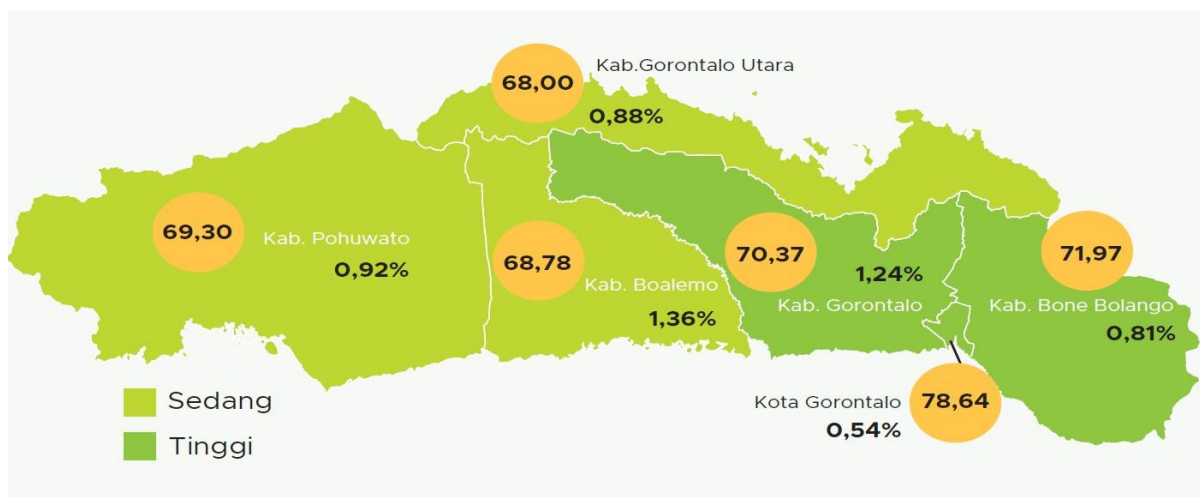 Kab.Gorontalo Utara
68,00
0,88%
69,30
Kab. Pohuwato
0,92%
68,78
Kab. Boalemo
1,36%
70,37
1,24%
Kab. Gorontalo
71,97
Kab. Bone Bolango
0,81%
Kota Gorontalo
78,64
0,54%
Sedang
Tinggi